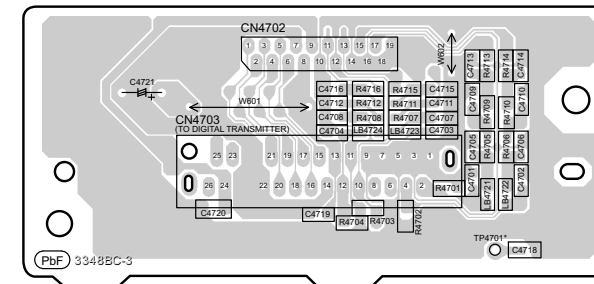 CN4702
1 3 5 7 9 11 13 15 17 19
2 4 6 8 10 12 14 16 18
W602
C4713 R4713 R4714 C4714
C4721
+
C4716 R4716 R4715 C4715
W601
C4712 R4712 R4711 C4711
C4709 R4709 R4710 C4710
CN4703
C4708 R4708 R4707 C4707
(TO DIGITAL TRANSMITTER)
C4704 LB4724 LB4723 C4703
C4705 R4705 R4706 C4706
25 23 21 19 17 15 13 11 9 7 5 3 1
26 24 22 20 18 16 14 12 10 8 6 4 2
R4701
C4701 LB4721 LB4722 C4702
C4720
C4719
R4704
R4703
R4702
TP4701*
C4718
PbF 3348BC-3